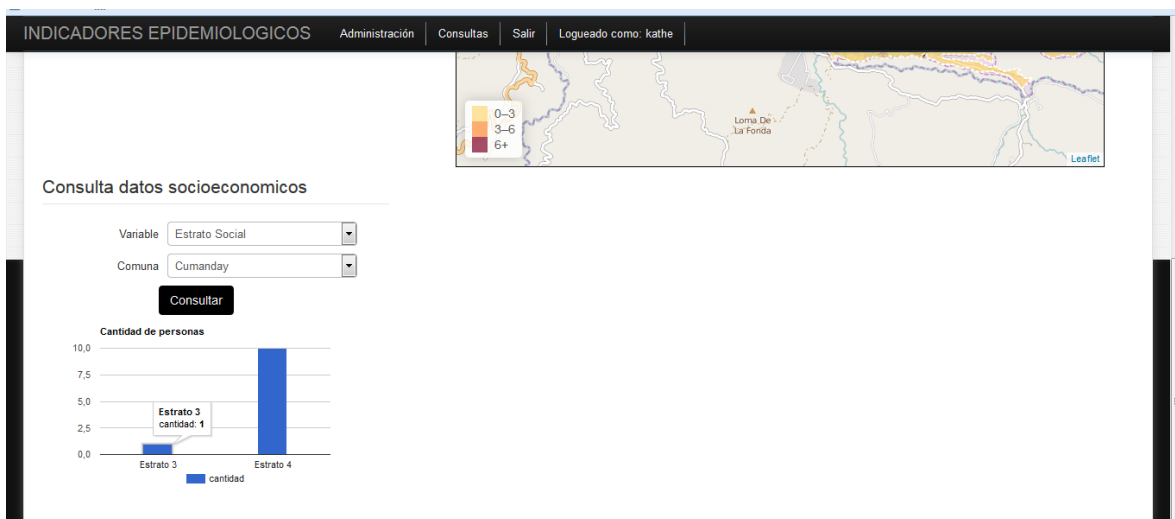 INDICADORES EPIDEMIOLOGICOS Administración Consultas Salir Logueado como: kathe
0–3
3–6
6+
Loma De
La Fonda
Leaflet
Consulta datos socioeconomicos
Variable Estrato Social
Comuna Cumanday
Consultar
Cantidad de personas
10,0
7,5
5,0
2,5
0,0
Estrato 3
cantidad: 1
Estrato 3 Estrato 4
cantidad